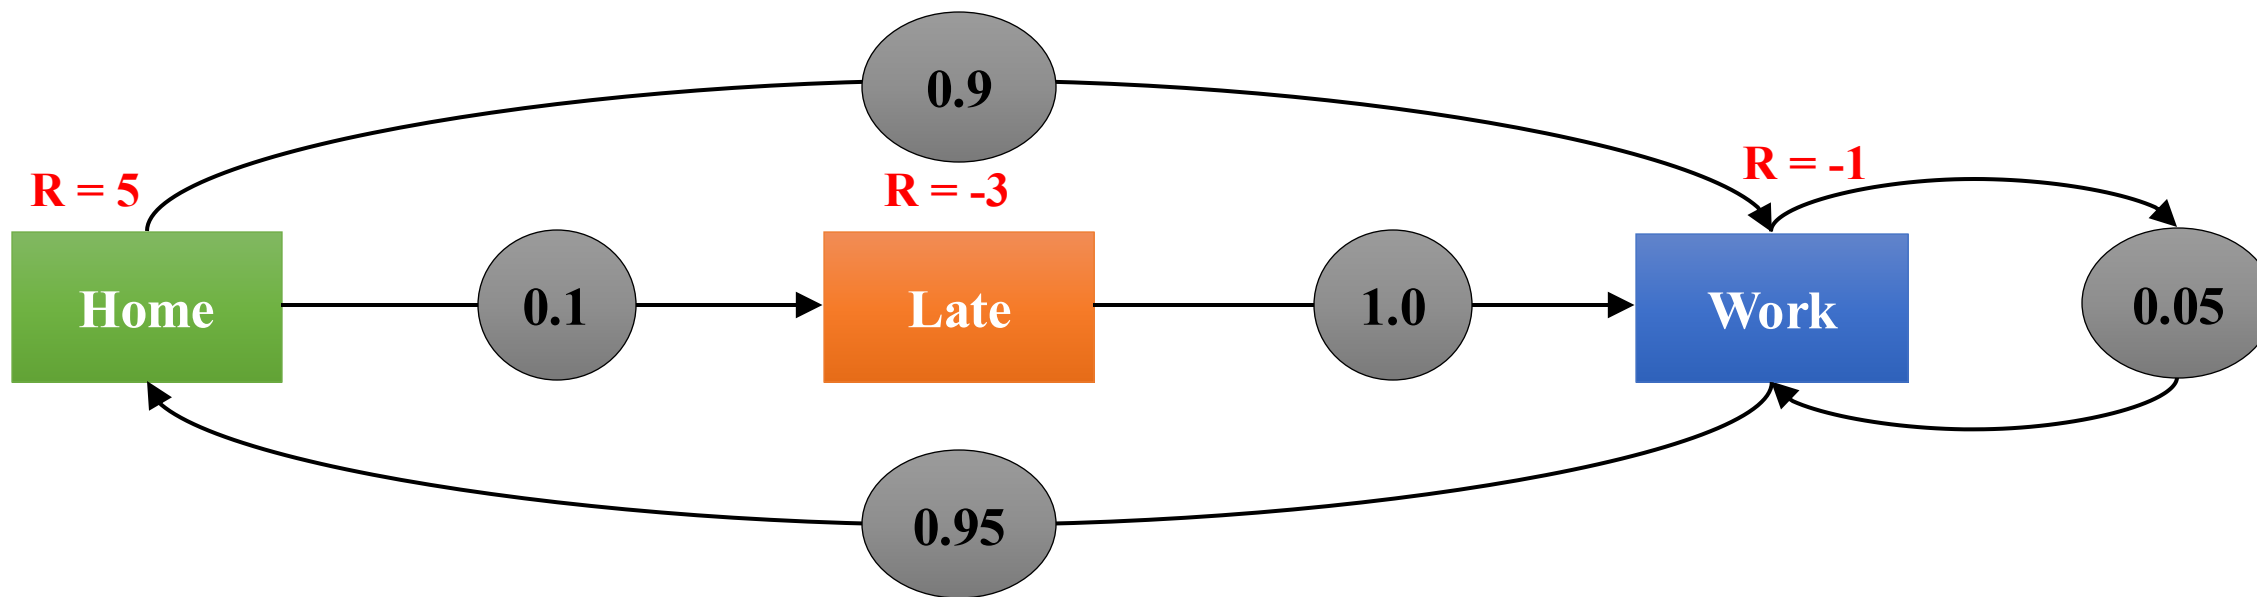 0.9
R = 5
R = -3
R = -1
Home
0.1
Late
1.0
Work
0.05
0.95